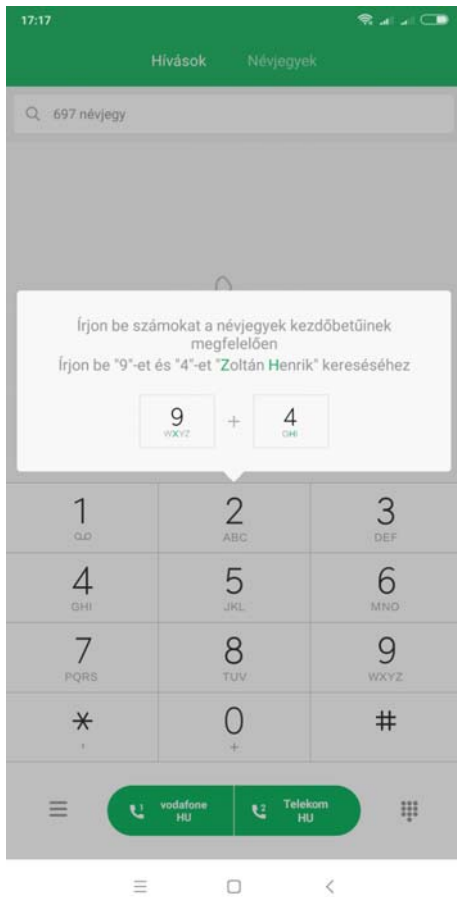 17:17
Hívások Névjegyek
697 névjegy
Írjon be számokat a névjegyek kezdőbetűinek
megfelelően
Írjon be "9"-et és "4"-et "Zoltán Henrik" kereséséhez
9 + 4
WXYZ GHI
1 2 3
ABC DEF
4 5 6
GHI JKL MNO
7 8 9
PQRS TUV WXYZ
* 0 #
, +
1 vodafone 2 Telekom
HU HU